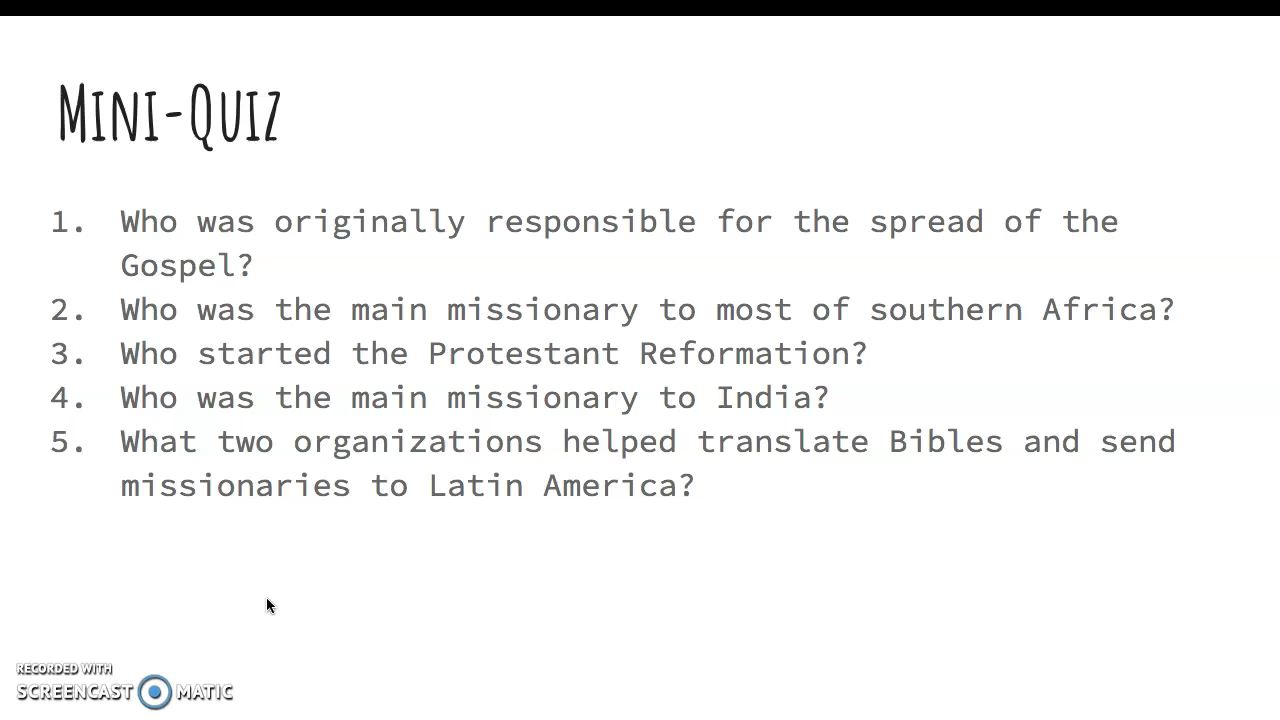 Mini-Quiz
1. Who was originally responsible for the spread of the
Gospel?
2. Who was the main missionary to most of southern Africa?
3. Who started the Protestant Reformation?
4. Who was the main missionary to India?
5. What two organizations helped translate Bibles and send
missionaries to Latin America?
RECORDED WITH
SCREENCAST MATIC